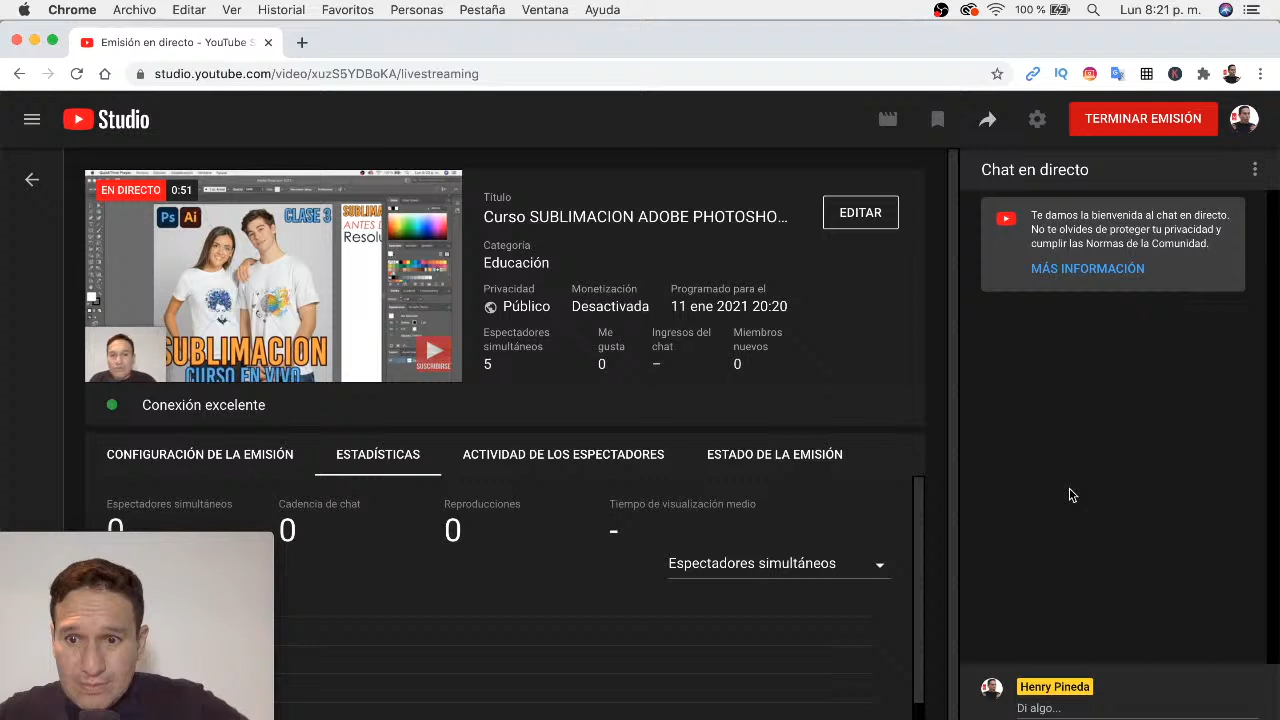 Chrome Archivo Editar Ver Historial Favoritos Personas Pestaña Ventana Ayuda 100 % Lun 8:21 p. m.
Emisión en directo - YouTube S
studio.youtube.com/video/xuzS5YDBoKA/livestreaming
Studio
TERMINAR EMISIÓN
EN DIRECTO 0:51
Ps Ai CLASE 3
ANTES D
Resolu
SUBLIMACION
CURSO EN VIVO
SUSCRIBIRSE
Título
Curso SUBLIMACION ADOBE PHOTOSHO...
EDITAR
Categoría
Educación
Privacidad Monetización Programado para el
Público Desactivada 11 ene 2021 20:20
Espectadores simultáneos Me gusta Ingresos del chat Miembros nuevos
5 0 – 0
Conexión excelente
CONFIGURACIÓN DE LA EMISIÓN ESTADÍSTICAS ACTIVIDAD DE LOS ESPECTADORES ESTADO DE LA EMISIÓN
Espectadores simultáneos Cadencia de chat Reproducciones Tiempo de visualización medio
0 0 0 -
Espectadores simultáneos
Chat en directo
Te damos la bienvenida al chat en directo.
No te olvides de proteger tu privacidad y
cumplir las Normas de la Comunidad.
MÁS INFORMACIÓN
Henry Pineda
Di algo...